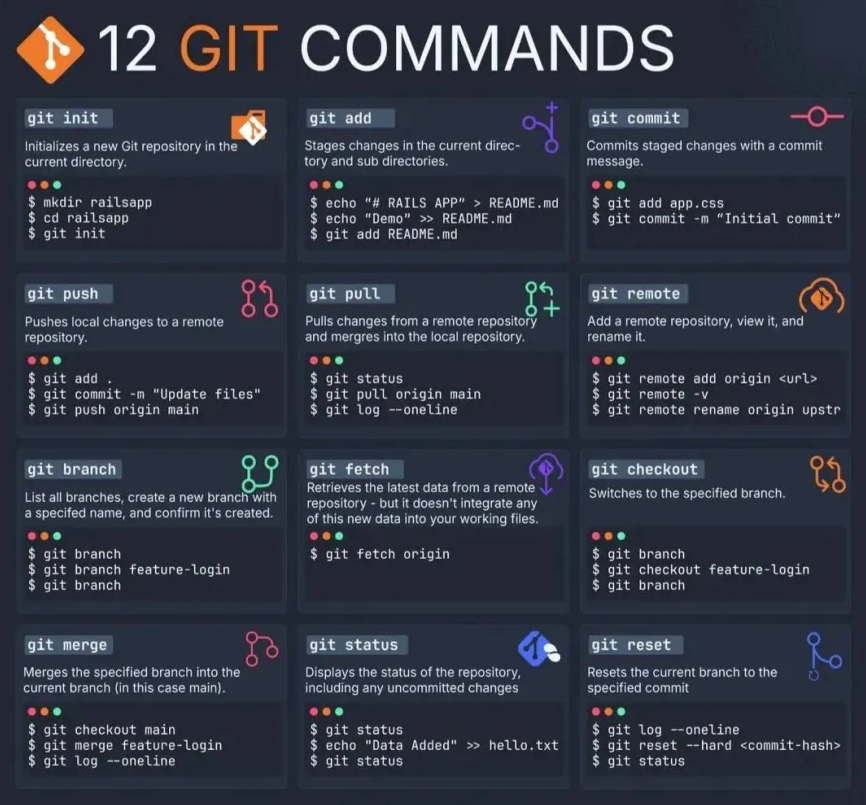 12 GIT COMMANDS
git init
Initializes a new Git repository in the
current directory.
$ mkdir railsapp
$ cd railsapp
$ git init
git add
Stages changes in the current direc-
tory and sub directories.
$ echo “# RAILS APP” > README.md
$ echo “Demo” >> README.md
$ git add README.md
git commit
Commits staged changes with a commit
message.
$ git add app.css
$ git commit -m “Initial commit”
git push
Pushes local changes to a remote
repository.
$ git add .
$ git commit -m "Update files"
$ git push origin main
git pull
Pulls changes from a remote repository
and mergres into the local repository.
$ git status
$ git pull origin main
$ git log --oneline
git remote
Add a remote repository, view it, and
rename it.
$ git remote add origin <url>
$ git remote -v
$ git remote rename origin upstr
git branch
List all branches, create a new branch with
a specifed name, and confirm it's created.
$ git branch
$ git branch feature-login
$ git branch
git fetch
Retrieves the latest data from a remote
repository - but it doesn't integrate any
of this new data into your working files.
$ git fetch origin
git checkout
Switches to the specified branch.
$ git branch
$ git checkout feature-login
$ git branch
git merge
Merges the specified branch into the
current branch (in this case main).
$ git checkout main
$ git merge feature-login
$ git log --oneline
git status
Displays the status of the repository,
including any uncommitted changes
$ git status
$ echo "Data Added" >> hello.txt
$ git status
git reset
Resets the current branch to the
specified commit
$ git log --oneline
$ git reset --hard <commit-hash>
$ git status